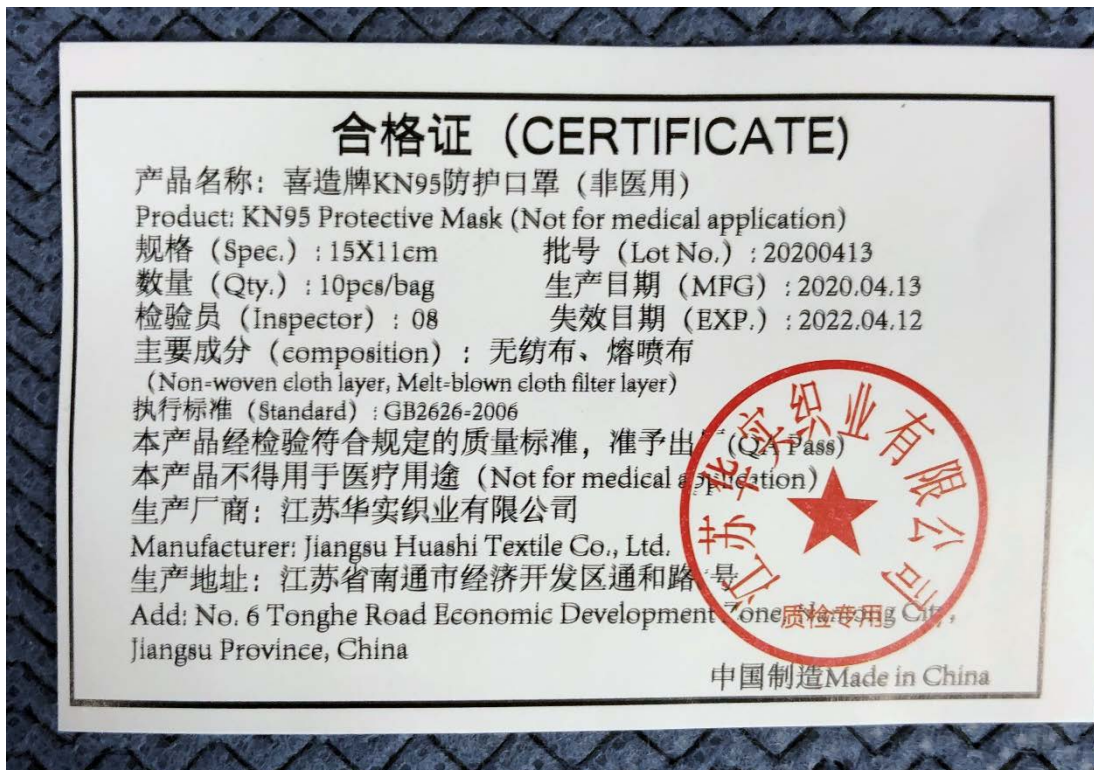 合格证（CERTIFICATE)
产品名称：喜造牌KN95防护口罩（非医用）
Product: KN95 Protective Mask (Not for medical application)
规格（Spec.）: 15X11cm 批号（Lot No.）: 20200413
数量（Qty.）: 10pcs/bag 生产日期（MFG）: 2020.04.13
检验员（Inspector）: 08 失效日期（EXP.）: 2022.04.12
主要成分（composition）: 无纺布、熔喷布
（Non-woven cloth layer, Melt-blown cloth filter layer）
执行标准（Standard）: GB2626-2006
本产品经检验符合规定的质量标准，准予出 (QA Pass)
本产品不得用于医疗用途（Not for medical application）
生产厂商：江苏华实织业有限公司
Manufacturer: Jiangsu Huashi Textile Co., Ltd.
生产地址：江苏省南通市经济开发区通和路 号
Add: No. 6 Tonghe Road Economic Development Zone, Nantong City,
Jiangsu Province, China
中国制造Made in China
江苏华实织业有限公司
质检专用